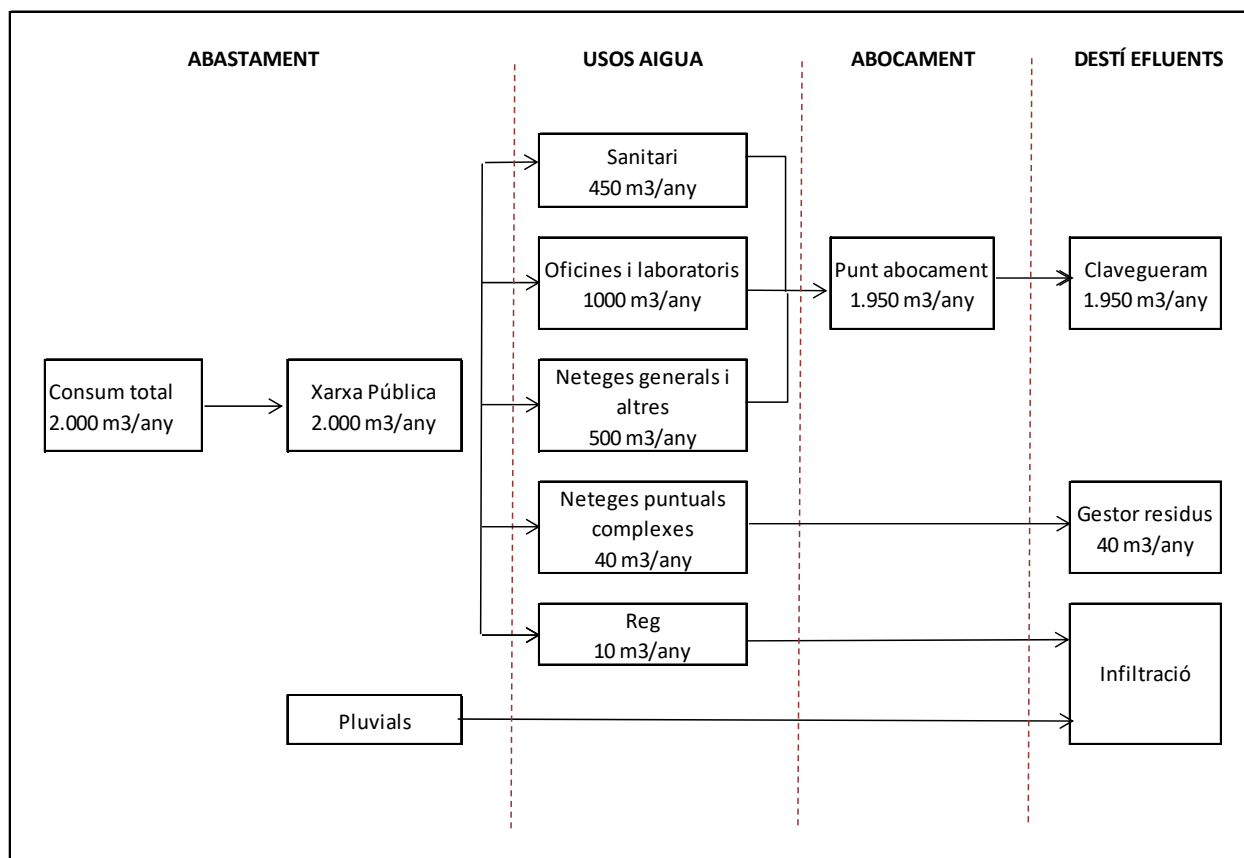 ABASTAMENT
USOS AIGUA
ABOCAMENT
DESTÍ EFLUENTS
Sanitari
450 m3/any
Oficines i laboratoris
1000 m3/any
Punt abocament
1.950 m3/any
Clavegueram
1.950 m3/any
Consum total
2.000 m3/any
Xarxa Pública
2.000 m3/any
Neteges generals i
altres
500 m3/any
Neteges puntuals
complexes
40 m3/any
Gestor residus
40 m3/any
Reg
10 m3/any
Infiltració
Pluvials